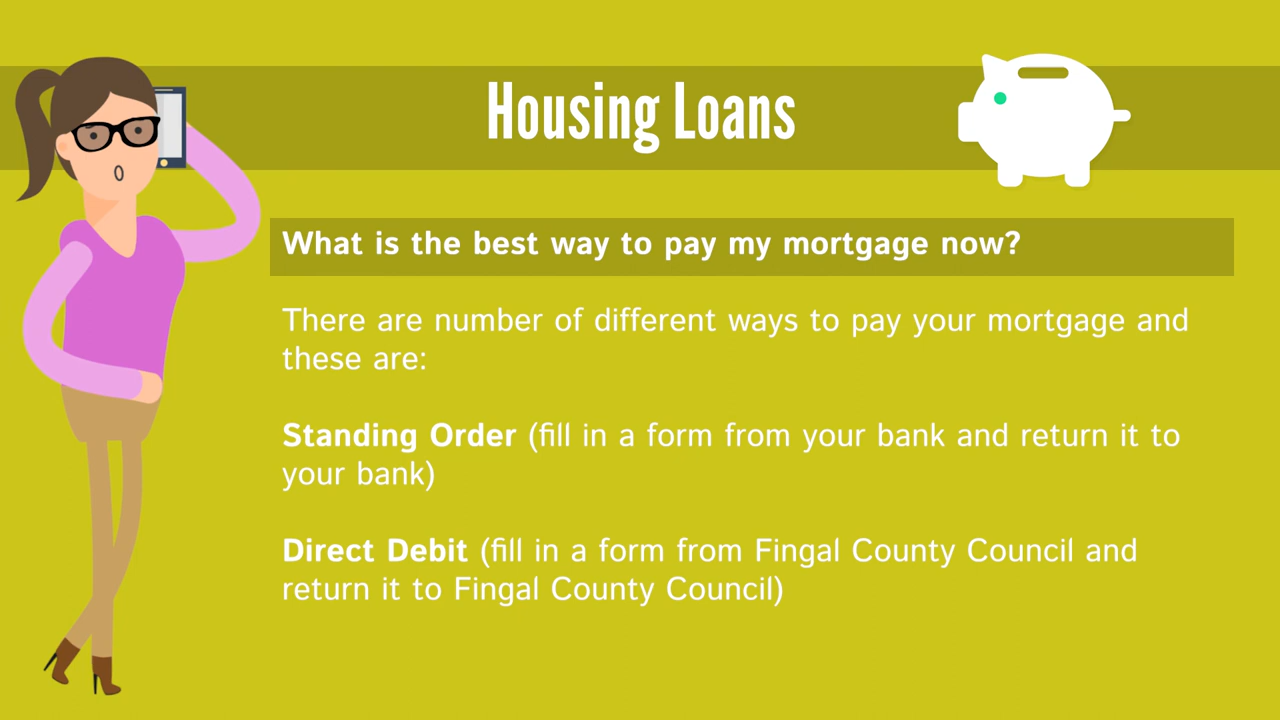 Housing Loans
What is the best way to pay my mortgage now?
There are number of different ways to pay your mortgage and
these are:
Standing Order (fill in a form from your bank and return it to
your bank)
Direct Debit (fill in a form from Fingal County Council and
return it to Fingal County Council)